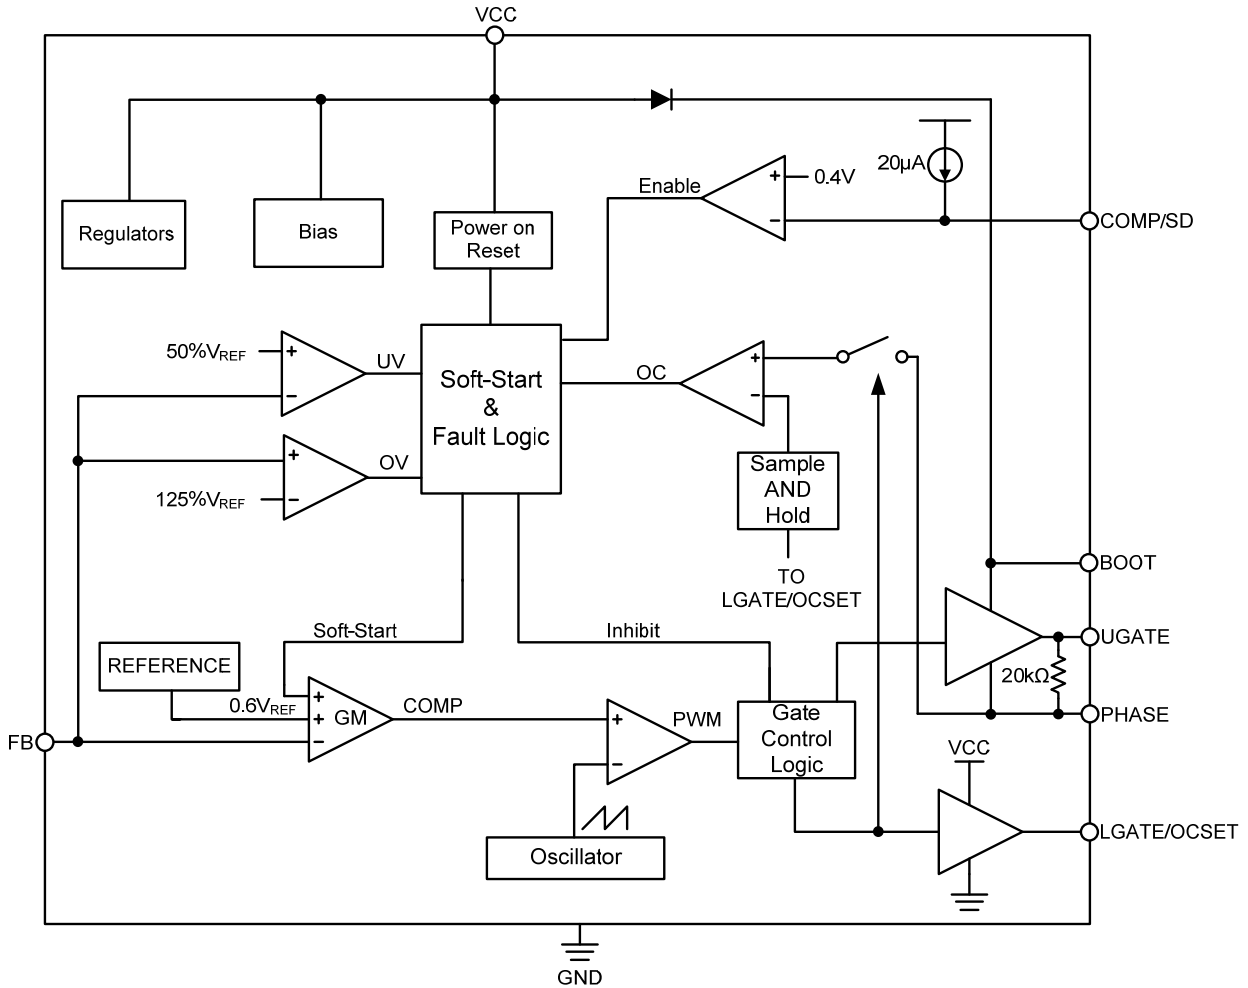 VCC
20µA
Enable
+
0.4V
−
COMP/SD
Regulators
Bias
Power on
Reset
50%VREF
+
−
UV
Soft-Start
&
Fault Logic
OC
+
−
OV
+
125%VREF
−
Sample
AND
Hold
TO
LGATE/OCSET
BOOT
Soft-Start
Inhibit
UGATE
REFERENCE
20kΩ
0.6VREF
+
+
−
GM
COMP
+
−
PWM
Gate
Control
Logic
PHASE
FB
VCC
LGATE/OCSET
Oscillator
GND